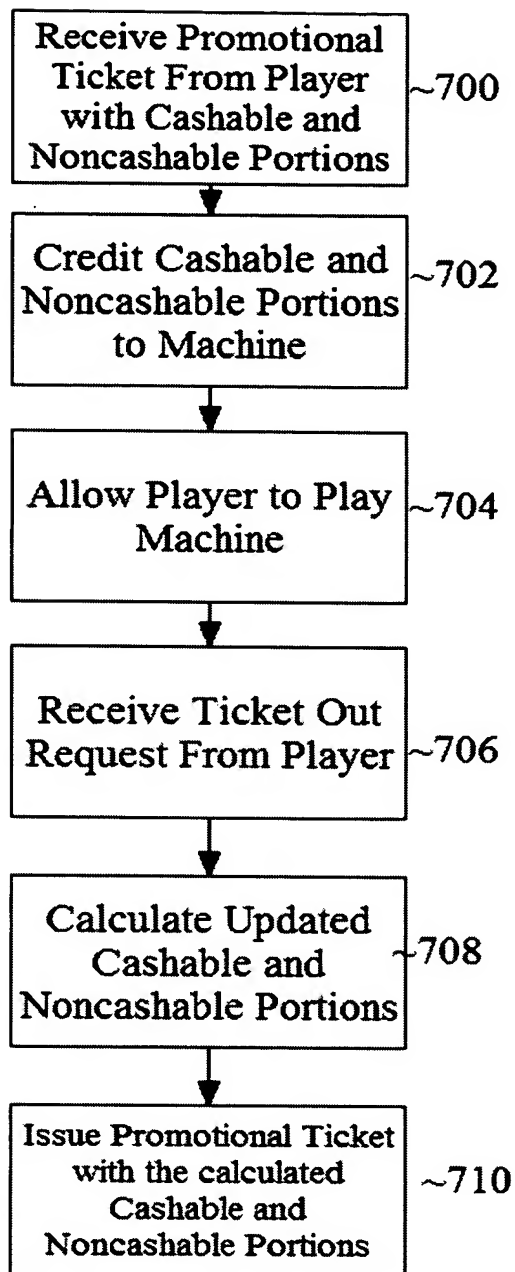 Receive Promotional
Ticket From Player
with Cashable and
Noncashable Portions
~700
Credit Cashable and
Noncashable Portions
to Machine
~702
Allow Player to Play
Machine
~704
Receive Ticket Out
Request From Player
~706
Calculate Updated
Cashable and
Noncashable Portions
~708
Issue Promotional Ticket
with the calculated
Cashable and
Noncashable Portions
~710